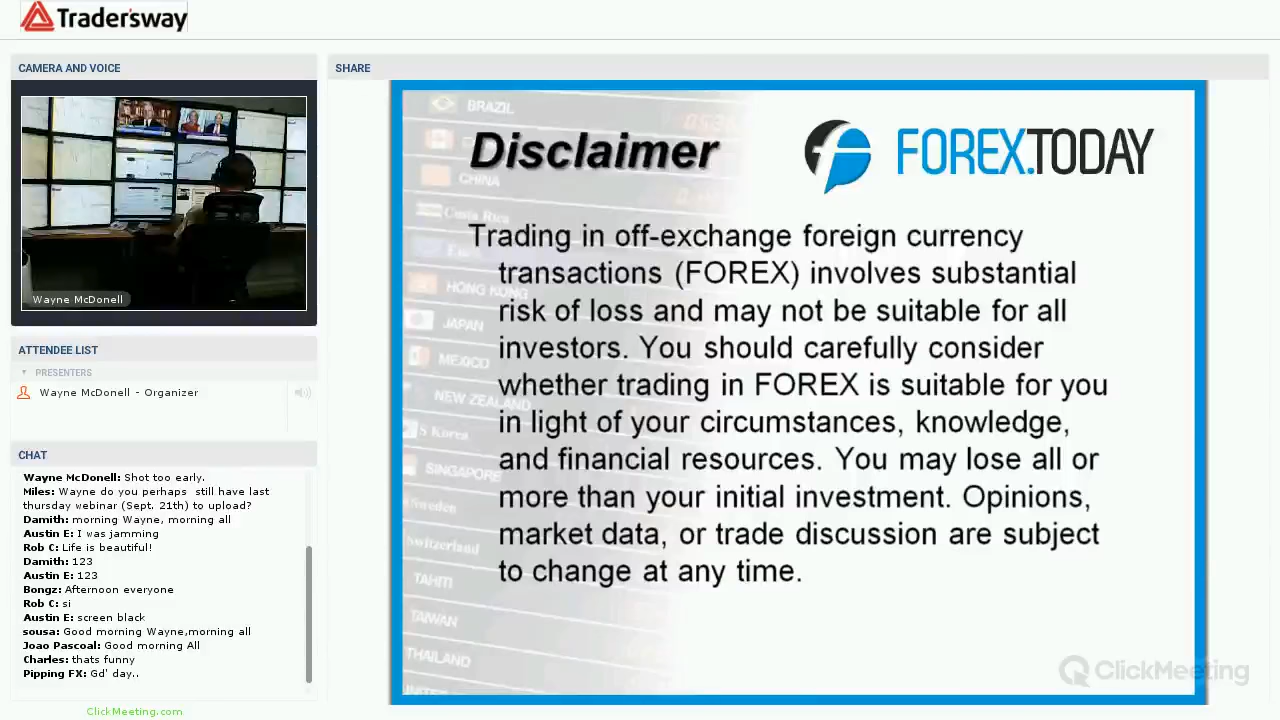 Trader'sway
CAMERA AND VOICE
SHARE
Wayne McDonell
ATTENDEE LIST
PRESENTERS
Wayne McDonell - Organizer
CHAT
Wayne McDonell: Shot too early.
Miles: Wayne do you perhaps still have last
thursday webinar (Sept. 21th) to upload?
Damith: morning Wayne, morning all
Austin E: I was jamming
Rob C: Life is beautiful!
Damith: 123
Austin E: 123
Bongz: Afternoon everyone
Rob C: si
Austin E: screen black
sousa: Good morning Wayne,morning all
Joao Pascoal: Good morning All
Charles: thats funny
Pipping FX: Gd' day..
ClickMeeting.com
Disclaimer
FOREX.TODAY
Trading in off-exchange foreign currency
transactions (FOREX) involves substantial
risk of loss and may not be suitable for all
investors. You should carefully consider
whether trading in FOREX is suitable for you
in light of your circumstances, knowledge,
and financial resources. You may lose all or
more than your initial investment. Opinions,
market data, or trade discussion are subject
to change at any time.
BRAZIL
CHINA
Costa Rica
HONG KONG
JAPAN
MEXICO
NEW ZEALAND
S Korea
SINGAPORE
Sweden
Switzerland
TAHITI
TAIWAN
THAILAND
ClickMeeting